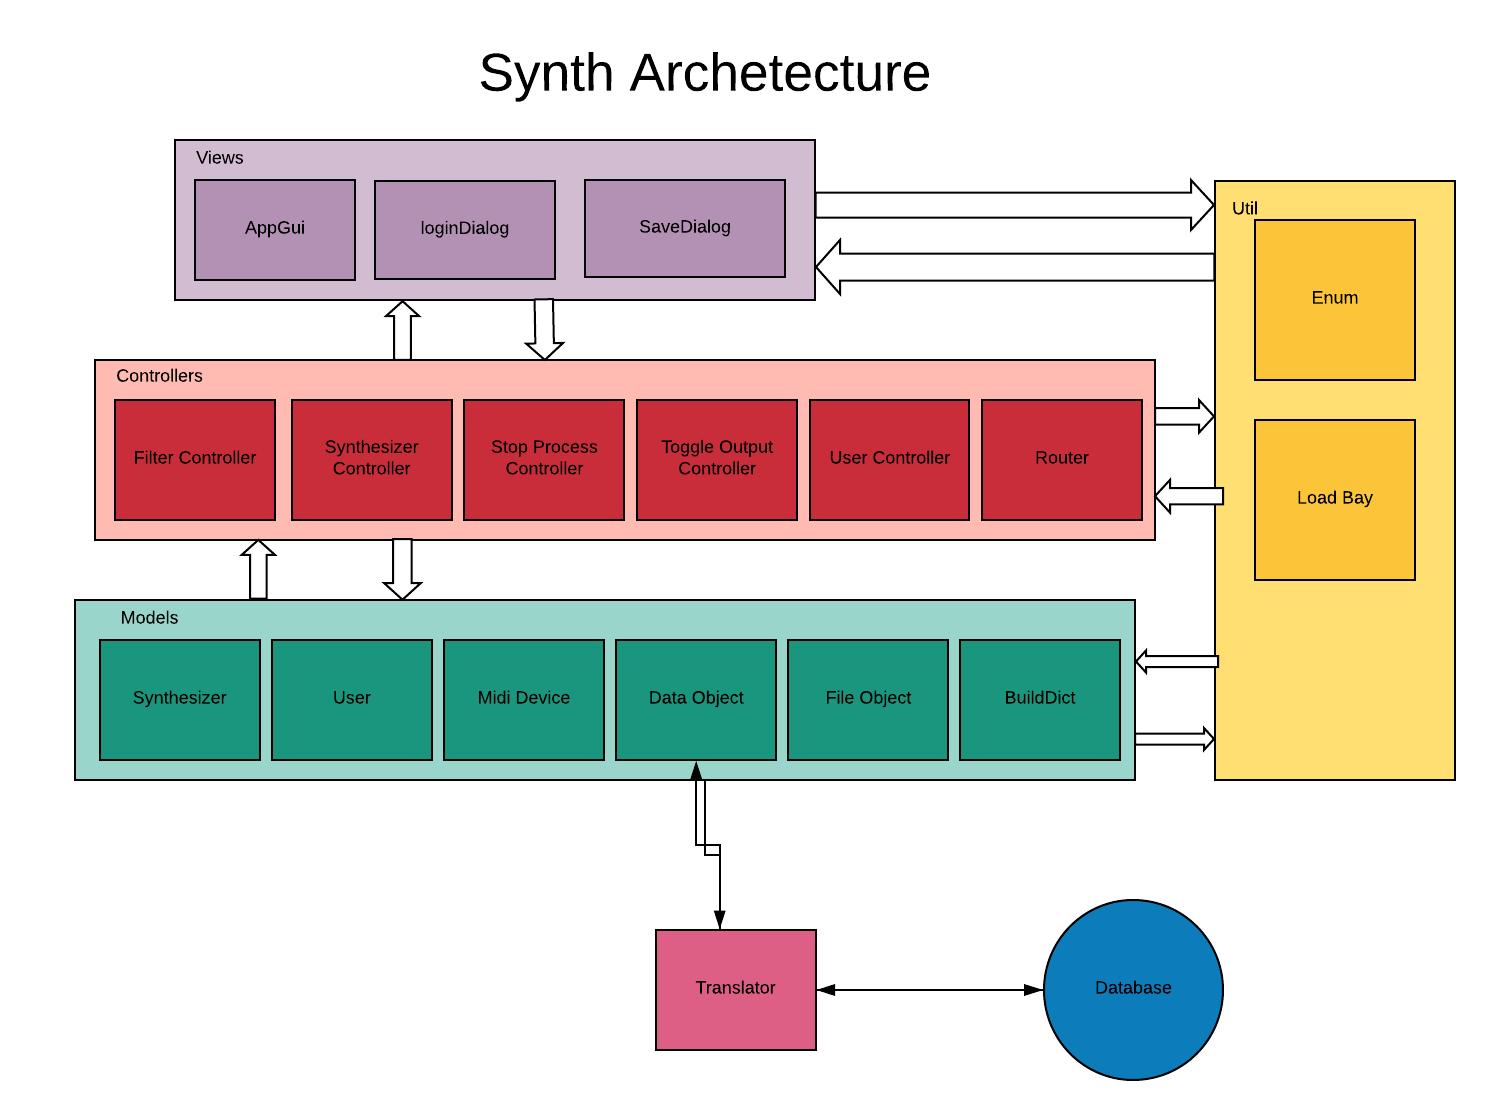 Synth Archetecture
Views
AppGui
loginDialog
SaveDialog
Util
Enum
Load Bay
Controllers
Filter Controller
Synthesizer
Controller
Stop Process
Controller
Toggle Output
Controller
User Controller
Router
Models
Synthesizer
User
Midi Device
Data Object
File Object
BuildDict
Translator
Database